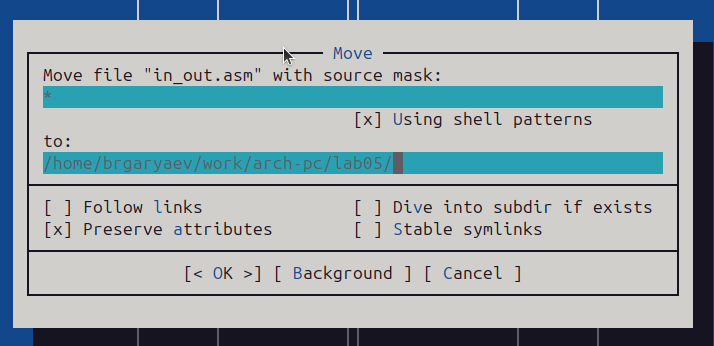 Move
Move file "in_out.asm" with source mask:
*
[x] Using shell patterns
to:
/home/brgaryaev/work/arch-pc/lab05/
[ ] Follow links [ ] Dive into subdir if exists
[x] Preserve attributes [ ] Stable symlinks
[< OK >] [ Background ] [ Cancel ]